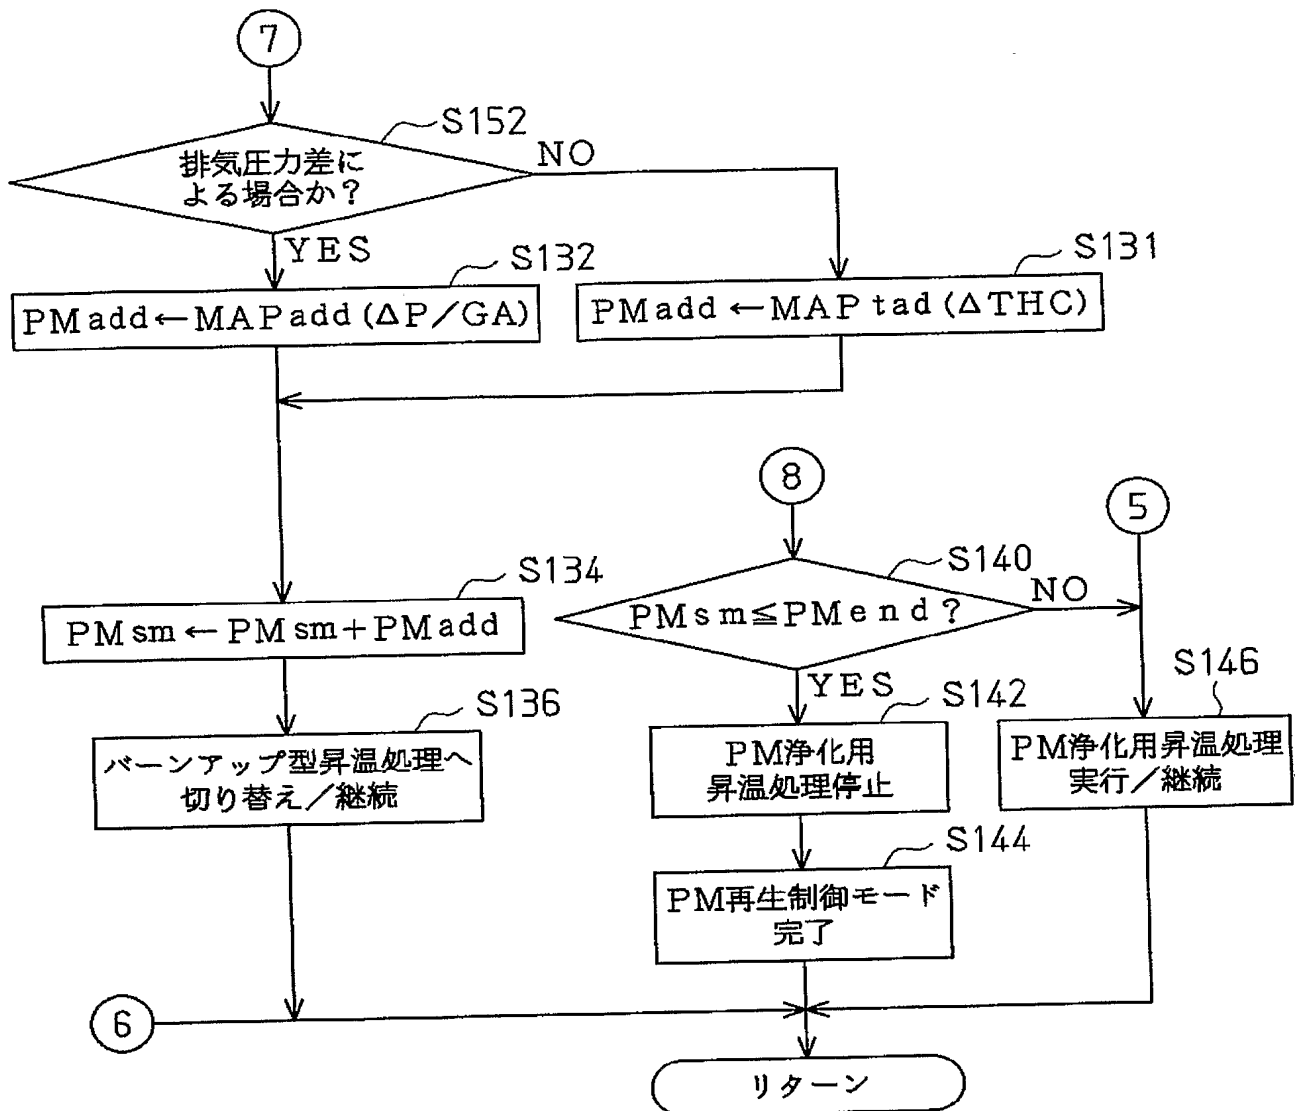 7
S152
排気圧力差に
よる場合か？
NO
YES
S132
PMadd←MAPadd(ΔP／GA)
S131
PMadd←MAPtad(ΔTHC)
8
5
S140
PMsm≦PMend？
NO
YES
S134
PMsm←PMsm+PMadd
S136
バーンアップ型昇温処理へ
切り替え／継続
S142
PM浄化用
昇温処理停止
S146
PM浄化用昇温処理
実行／継続
S144
PM再生制御モード
完了
6
リターン